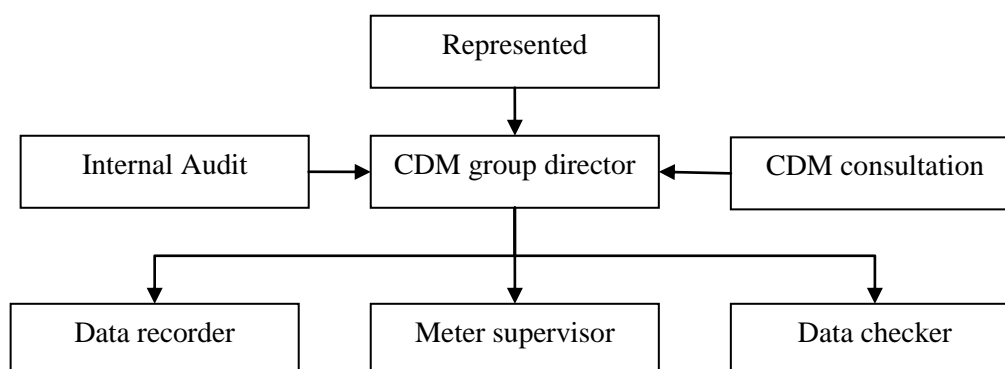 Represented
Internal Audit
CDM group director
CDM consultation
Data recorder
Meter supervisor
Data checker